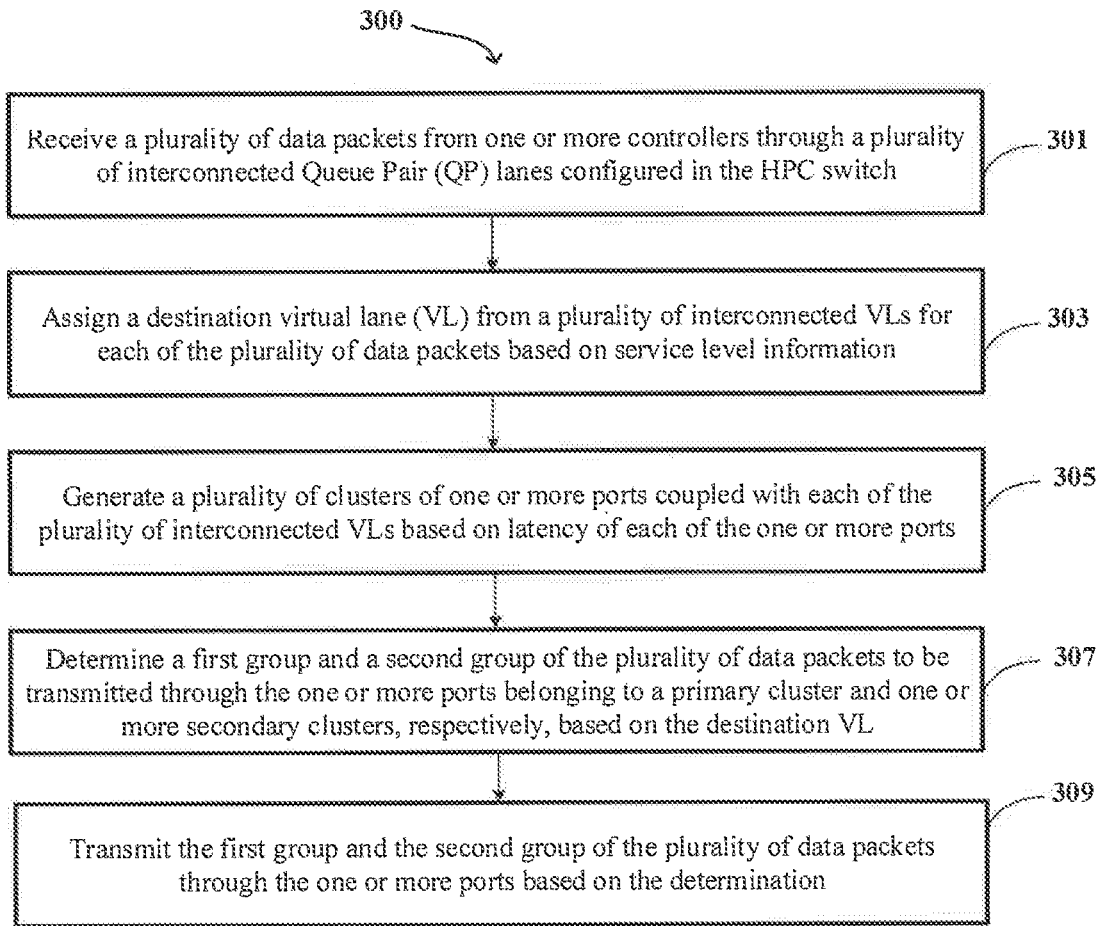 300
Receive a plurality of data packets from one or more controllers through a plurality
of interconnected Queue Pair (QP) lanes configured in the HPC switch
301
Assign a destination virtual lane (VL) from a plurality of interconnected VLs for
each of the plurality of data packets based on service level information
303
Generate a plurality of clusters of one or more ports coupled with each of the
plurality of interconnected VLs based on latency of each of the one or more ports
305
Determine a first group and a second group of the plurality of data packets to be
transmitted through the one or more ports belonging to a primary cluster and one or
more secondary clusters, respectively, based on the destination VL
307
Transmit the first group and the second group of the plurality of data packets
through the one or more ports based on the determination
309